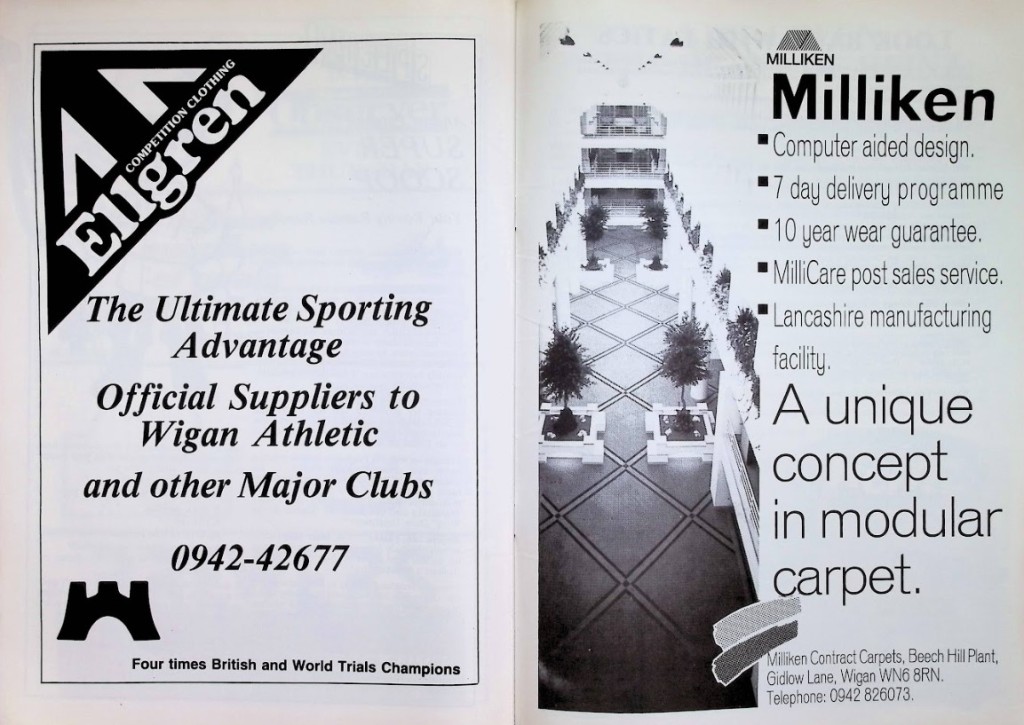 COMPETITION CLOTHING
Ellgren
The Ultimate Sporting
Advantage
Official Suppliers to
Wigan Athletic
and other Major Clubs
0942-42677
Four times British and World Trials Champions
MILLIKEN
Milliken
Computer aided design.
7 day delivery programme
10 year wear guarantee.
MilliCare post sales service.
Lancashire manufacturing
facility.
A unique
concept
in modular
carpet.
Milliken Contract Carpets, Beech Hill Plant,
Gidlow Lane, Wigan WN6 8RN.
Telephone: 0942 826073.